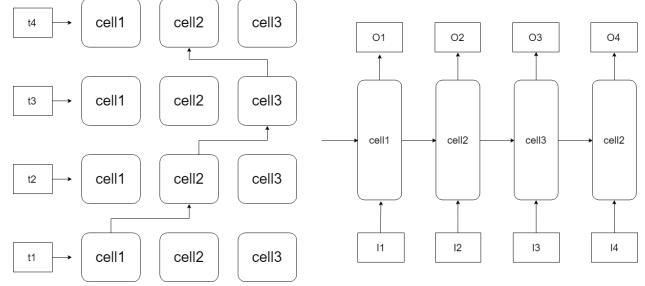 t4 cell1 cell2 cell3
t3 cell1 cell2 cell3
t2 cell1 cell2 cell3
t1 cell1 cell2 cell3
O1 O2 O3 O4
cell1 cell2 cell3 cell2
I1 I2 I3 I4